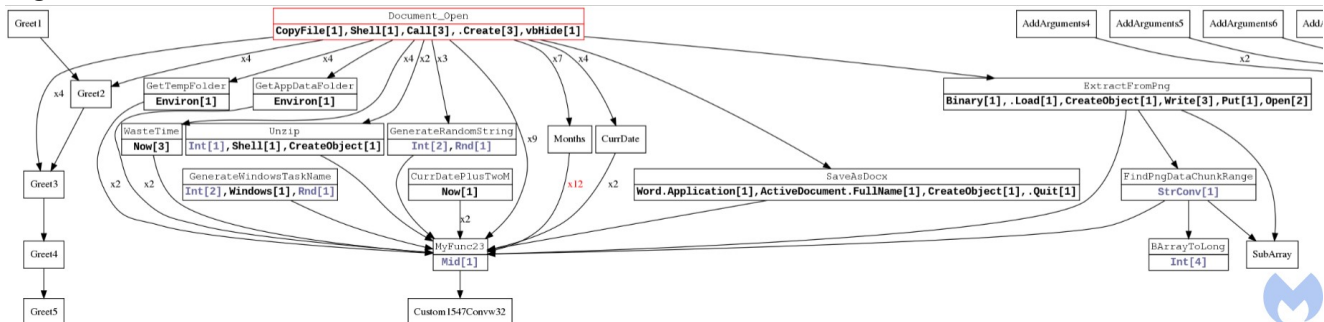 Greet1
Document_Open
CopyFile[1],Shell[1],Call[3],.Create[3],vbHide[1]
AddArguments4
AddArguments5
AddArguments6
x4
x4
x4
x2
x3
x7
x4
x2
x4
Greet2
GetTempFolder
Environ[1]
GetAppDataFolder
Environ[1]
ExtractFromPng
Binary[1],.Load[1],CreateObject[1],Write[3],Put[1],Open[2]
WasteTime
Now[3]
Unzip
Int[1],Shell[1],CreateObject[1]
GenerateRandomString
Int[2],Rnd[1]
x9
Months
CurrDate
Greet3
x2
x2
GenerateWindowsTaskName
Int[2],Windows[1],Rnd[1]
CurrDatePlusTwoM
Now[1]
x12
x2
SaveAsDocx
Word.Application[1],ActiveDocument.FullName[1],CreateObject[1],.Quit[1]
FindPngDataChunkRange
StrConv[1]
x2
Greet4
MyFunc23
Mid[1]
BArrayToLong
Int[4]
SubArray
Greet5
Custom1547Convw32